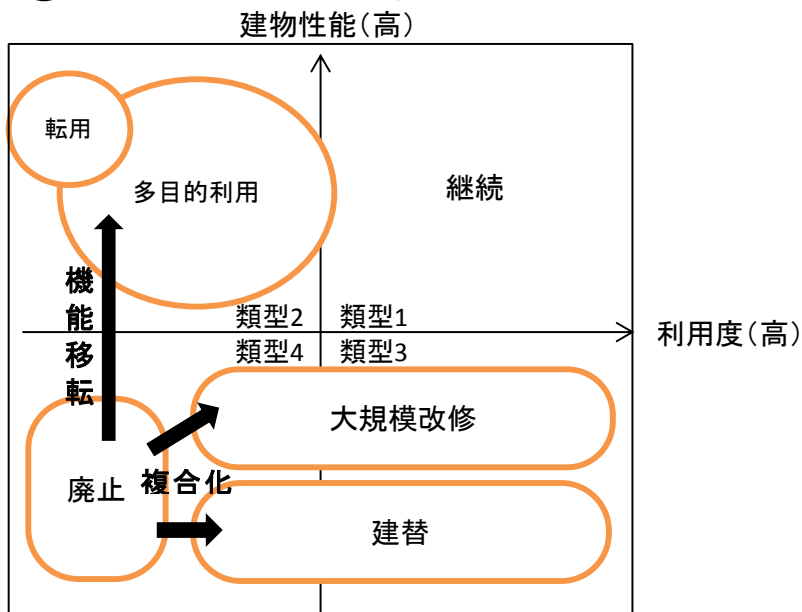 建物性能(高)
転用
多目的利用
継続
機能移転
類型2
類型1
利用度(高)
類型4
類型3
大規模改修
廃止
複合化
建替